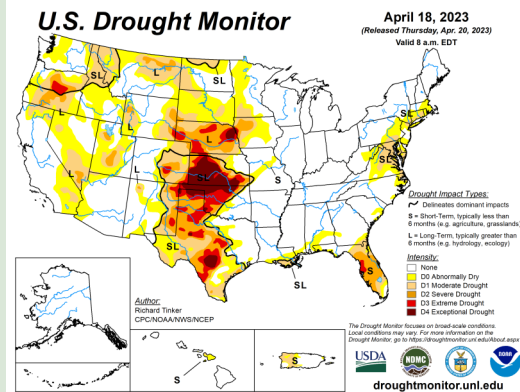 U.S. Drought Monitor
April 18, 2023
(Released Thursday, Apr. 20, 2023)
Valid 8 a.m. EDT
SL
L
SL
L
L
L
L
L
SL
SL
S
S
SL
SL
S
SL
S
S
Drought Impact Types:
Delineates dominant impacts
S = Short-Term, typically less than
6 months (e.g. agriculture, grasslands)
L = Long-Term, typically greater than
6 months (e.g. hydrology, ecology)
Intensity:
None
D0 Abnormally Dry
D1 Moderate Drought
D2 Severe Drought
D3 Extreme Drought
D4 Exceptional Drought
Author:
Richard Tinker
CPC/NOAA/NWS/NCEP
The Drought Monitor focuses on broad-scale conditions.
Local conditions may vary. For more information on the
Drought Monitor, go to https://droughtmonitor.unl.edu/About.aspx
USDA
NDMC
NOAA
droughtmonitor.unl.edu